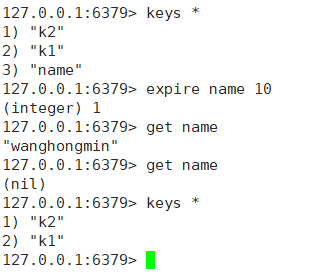 127.0.0.1:6379> keys *
1) "k2"
2) "k1"
3) "name"
127.0.0.1:6379> expire name 10
(integer) 1
127.0.0.1:6379> get name
"wanghongmin"
127.0.0.1:6379> get name
(nil)
127.0.0.1:6379> keys *
1) "k2"
2) "k1"
127.0.0.1:6379>